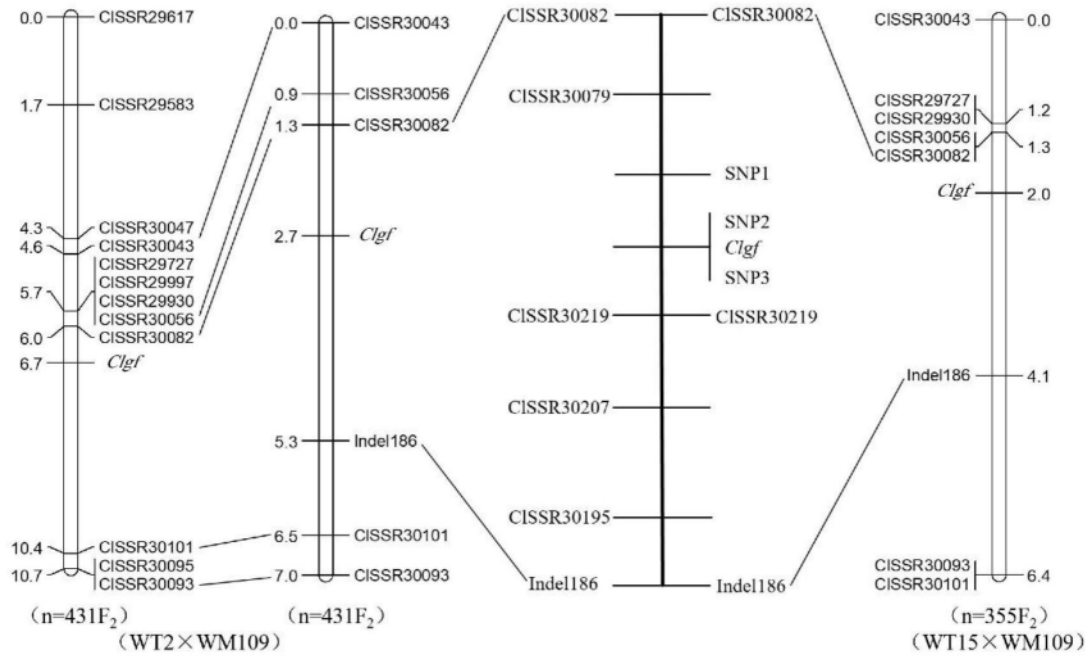 0.0 ClSSR29617
1.7 ClSSR29583
4.3 ClSSR30047
4.6 ClSSR30043
ClSSR29727
ClSSR29997
5.7
ClSSR29930
ClSSR30056
6.0 ClSSR30082
6.7 Clgf
10.4 ClSSR30101
ClSSR30095
10.7
ClSSR30093
(n=431F2)
0.0 ClSSR30043
0.9 ClSSR30056
1.3 ClSSR30082
2.7 Clgf
5.3 Indel186
6.5 ClSSR30101
7.0 ClSSR30093
(n=431F2)
(WT2×WM109)
ClSSR30082 ClSSR30082
ClSSR30079
SNP1
SNP2
Clgf
SNP3
ClSSR30219 ClSSR30219
ClSSR30207
ClSSR30195
Indel186 Indel186
ClSSR30043 0.0
ClSSR29727
1.2
ClSSR29930
ClSSR30056
1.3
ClSSR30082
Clgf 2.0
Indel186 4.1
ClSSR30093
6.4
ClSSR30101
(n=355F2)
(WT15×WM109)